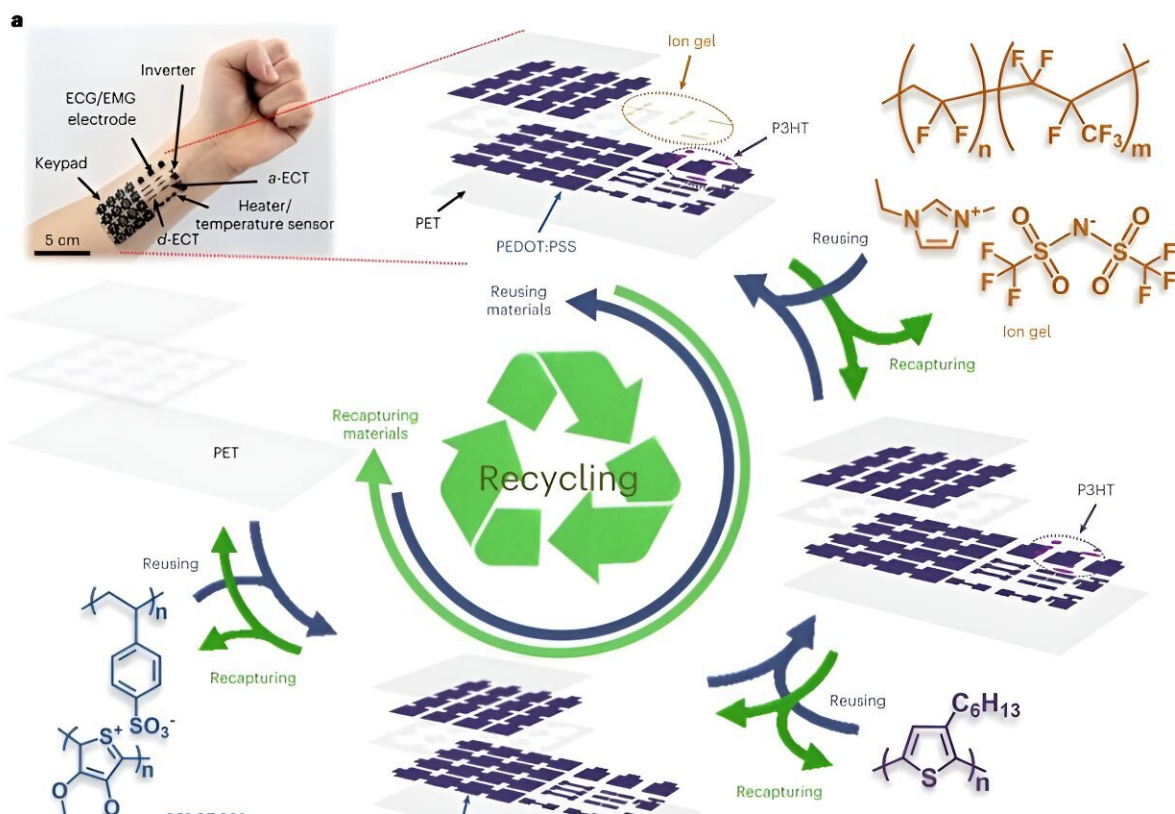 a
Inverter
ECG/EMG
electrode
Keypad
a-ECT
Heater/
temperature sensor
d-ECT
5 cm
Ion gel
P3HT
PET
PEDOT:PSS
F
F
F
F
F
F
CF3
n
m
N+
N-
S
S
O
O
O
O
F
F
F
F
F
F
Ion gel
Reusing
Recapturing
Reusing
materials
Recapturing
materials
Recycling
PET
P3HT
Reusing
Recapturing
n
SO3-
S+
n
O
O
Reusing
Recapturing
C6H13
S
n